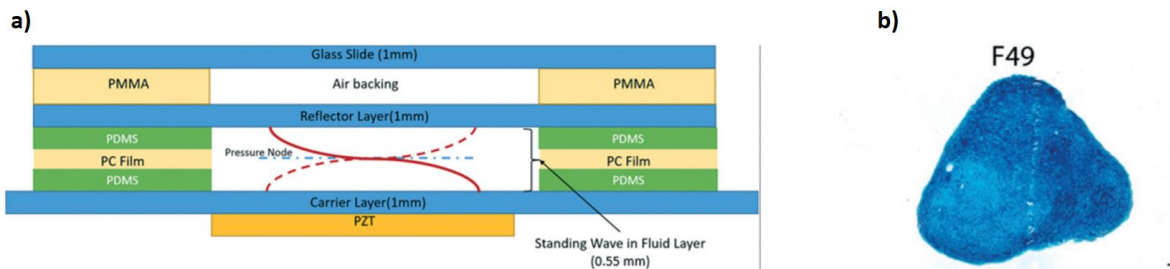 a)
b)
Glass Slide (1mm)
F49
PMMA
Air backing
PMMA
Reflector Layer(1mm)
PDMS
PDMS
Pressure Node
PC Film
PC Film
PDMS
PDMS
Carrier Layer(1mm)
PZT
Standing Wave in Fluid Layer
(0.55 mm)